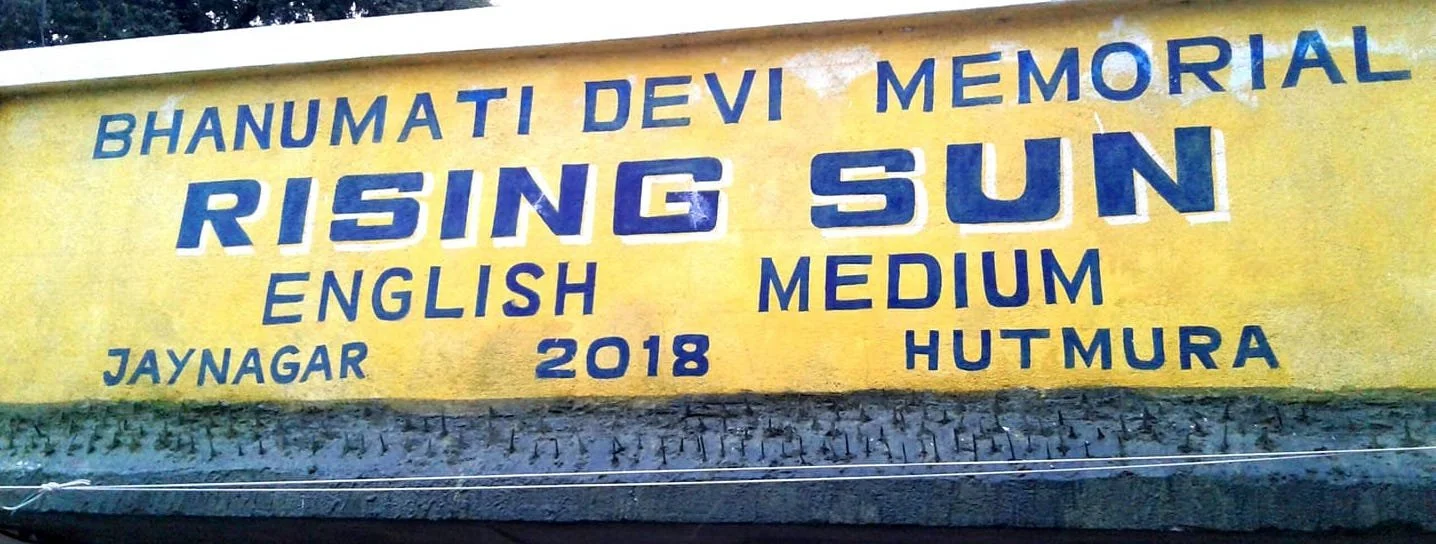 BHANUMATI DEVI MEMORIAL
RISING SUN
ENGLISH MEDIUM
JAYNAGAR 2018 HUTMURA